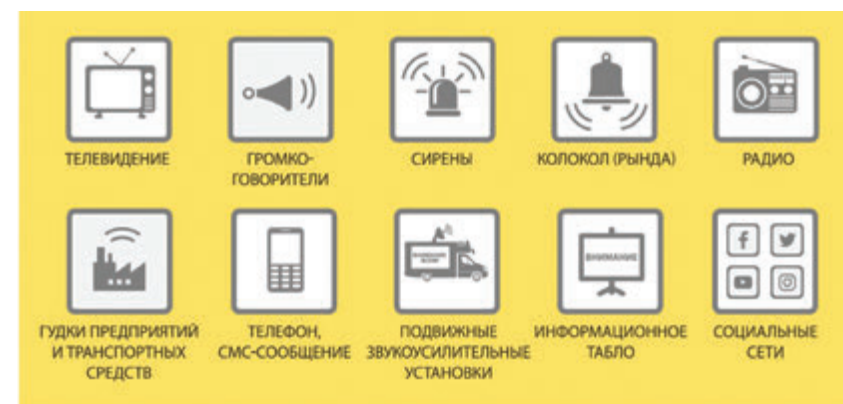 ТЕЛЕВИДЕНИЕ
ГРОМКО-
ГОВОРИТЕЛИ
СИРЕНЫ
КОЛОКОЛ (РЫНДА)
РАДИО
ГУДКИ ПРЕДПРИЯТИЙ
И ТРАНСПОРТНЫХ
СРЕДСТВ
ТЕЛЕФОН,
СМС-СООБЩЕНИЕ
ПОДВИЖНЫЕ
ЗВУКОУСИЛИТЕЛЬНЫЕ
УСТАНОВКИ
ВНИМАНИЕ
ИНФОРМАЦИОННОЕ
ТАБЛО
СОЦИАЛЬНЫЕ
СЕТИ